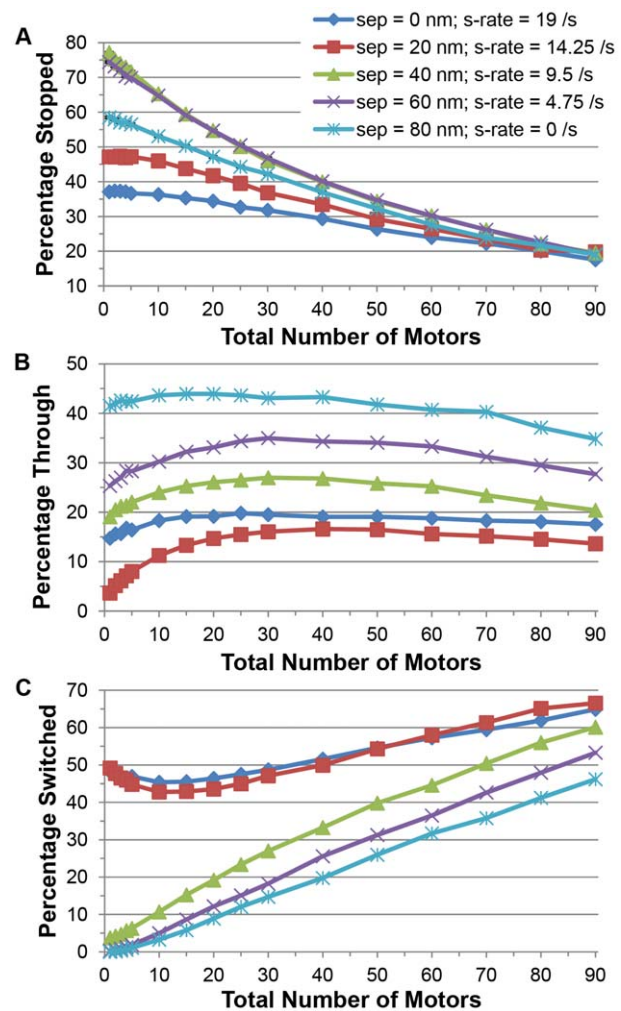 A
sep = 0 nm; s-rate = 19 /s
sep = 20 nm; s-rate = 14.25 /s
sep = 40 nm; s-rate = 9.5 /s
sep = 60 nm; s-rate = 4.75 /s
sep = 80 nm; s-rate = 0 /s
Percentage Stopped
80
70
60
50
40
30
20
10
0 10 20 30 40 50 60 70 80 90
Total Number of Motors
B
Percentage Through
50
40
30
20
10
0
0 10 20 30 40 50 60 70 80 90
Total Number of Motors
C
Percentage Switched
70
60
50
40
30
20
10
0
0 10 20 30 40 50 60 70 80 90
Total Number of Motors